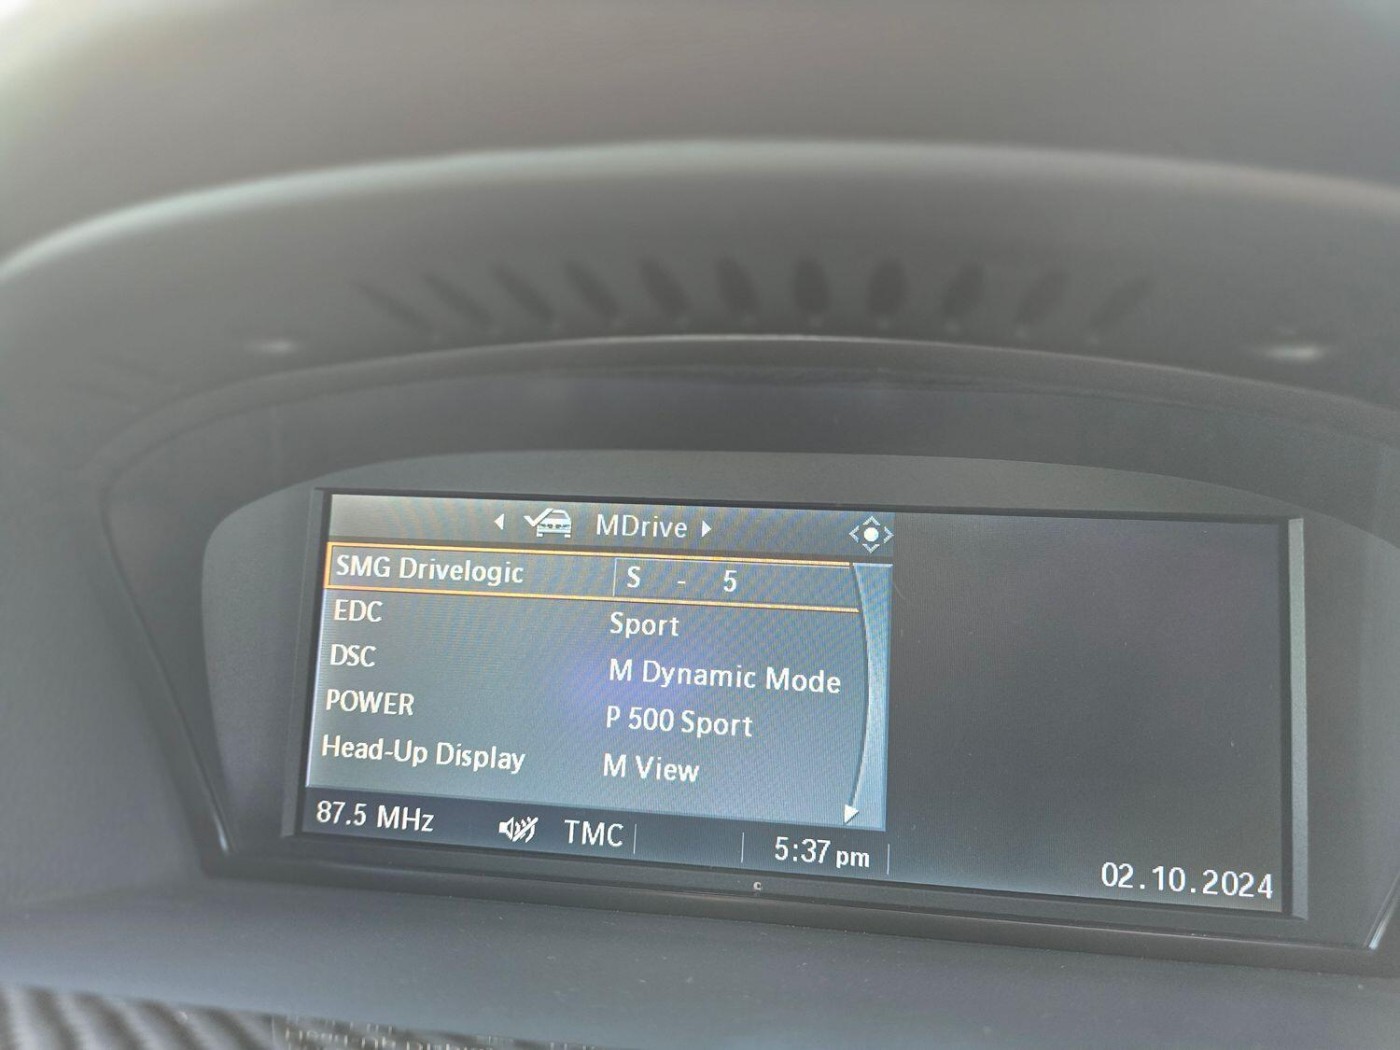 MDrive
SMG Drivelogic S - 5
EDC Sport
DSC M Dynamic Mode
POWER P 500 Sport
Head-Up Display M View
87.5 MHz TMC 5:37 pm
02.10.2024